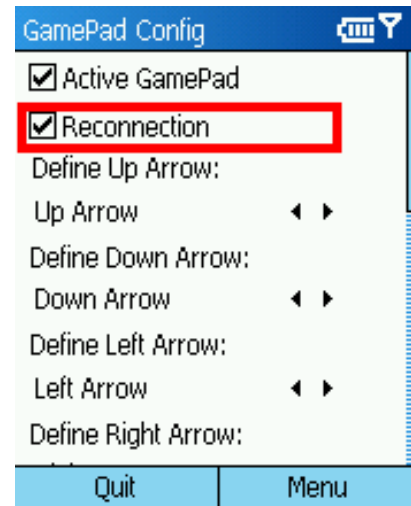 GamePad Config
Active GamePad
Reconnection
Define Up Arrow:
Up Arrow
Define Down Arrow:
Down Arrow
Define Left Arrow:
Left Arrow
Define Right Arrow:
Quit Menu